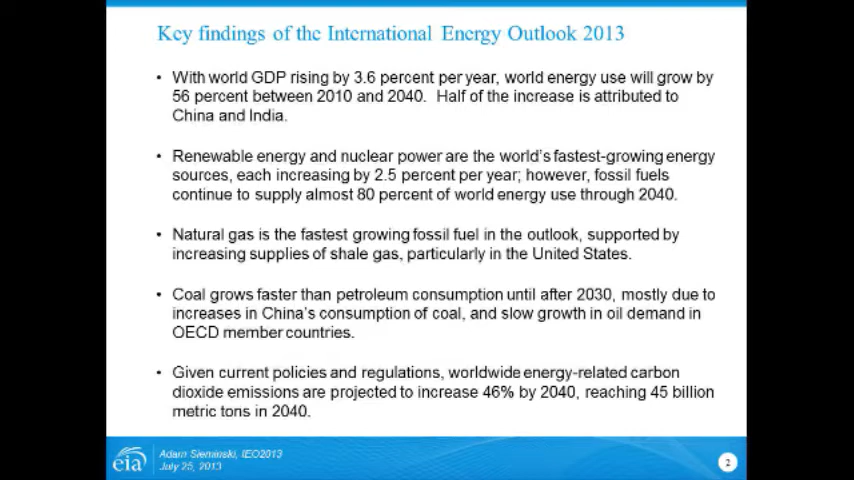 Key findings of the International Energy Outlook 2013
• With world GDP rising by 3.6 percent per year, world energy use will grow by
56 percent between 2010 and 2040. Half of the increase is attributed to
China and India.
• Renewable energy and nuclear power are the world's fastest-growing energy
sources, each increasing by 2.5 percent per year; however, fossil fuels
continue to supply almost 80 percent of world energy use through 2040.
• Natural gas is the fastest growing fossil fuel in the outlook, supported by
increasing supplies of shale gas, particularly in the United States.
• Coal grows faster than petroleum consumption until after 2030, mostly due to
increases in China's consumption of coal, and slow growth in oil demand in
OECD member countries.
• Given current policies and regulations, worldwide energy-related carbon
dioxide emissions are projected to increase 46% by 2040, reaching 45 billion
metric tons in 2040.
eia
Adam Sieminski, IEO2013
July 25, 2013
2